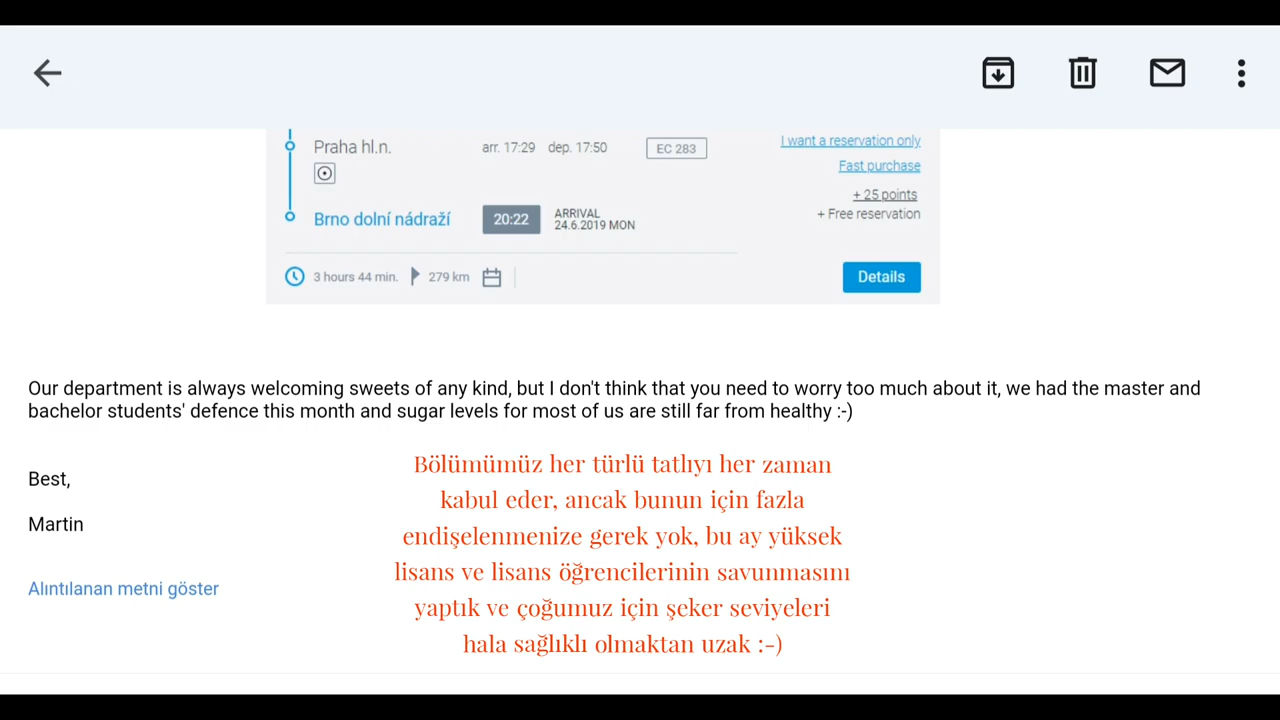 Praha hl.n. arr. 17:29 dep. 17:50 EC 283
I want a reservation only
Fast purchase
+ 25 points
+ Free reservation
Brno dolní nádraží 20:22 ARRIVAL
24.6.2019 MON
3 hours 44 min. 279 km
Details
Our department is always welcoming sweets of any kind, but I don't think that you need to worry too much about it, we had the master and
bachelor students' defence this month and sugar levels for most of us are still far from healthy :-)
Best,
Martin
Alıntılanan metni göster
Bölümümüz her türlü tatlıyı her zaman
kabul eder, ancak bunun için fazla
endişelenmenize gerek yok, bu ay yüksek
lisans ve lisans öğrencilerinin savunmasını
yaptık ve çoğumuz için şeker seviyeleri
hala sağlıklı olmaktan uzak :-)